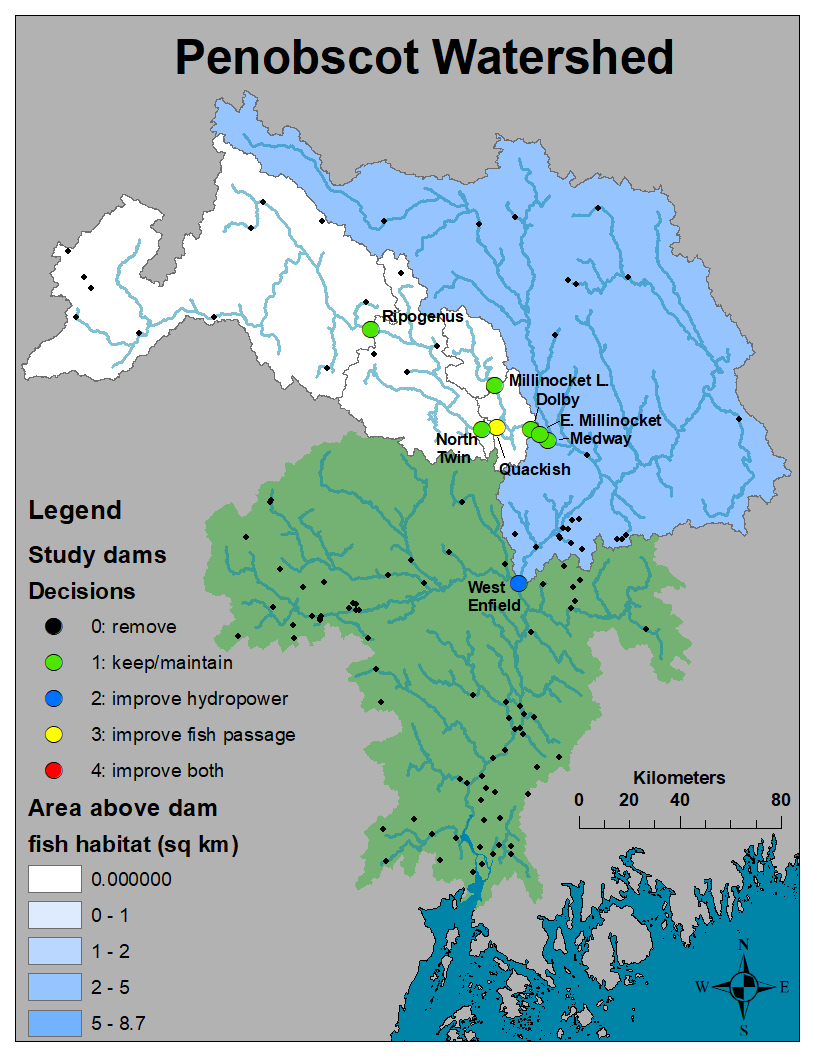 Penobscot Watershed
Ripogenus
Millinocket L.
Dolby
E. Millinocket
Medway
North
Twin
Quackish
West
Enfield
Legend
Study dams
Decisions
0: remove
1: keep/maintain
2: improve hydropower
3: improve fish passage
4: improve both
Area above dam
fish habitat (sq km)
0.000000
0 - 1
1 - 2
2 - 5
5 - 8.7
Kilometers
0 20 40 80
N
W E
S